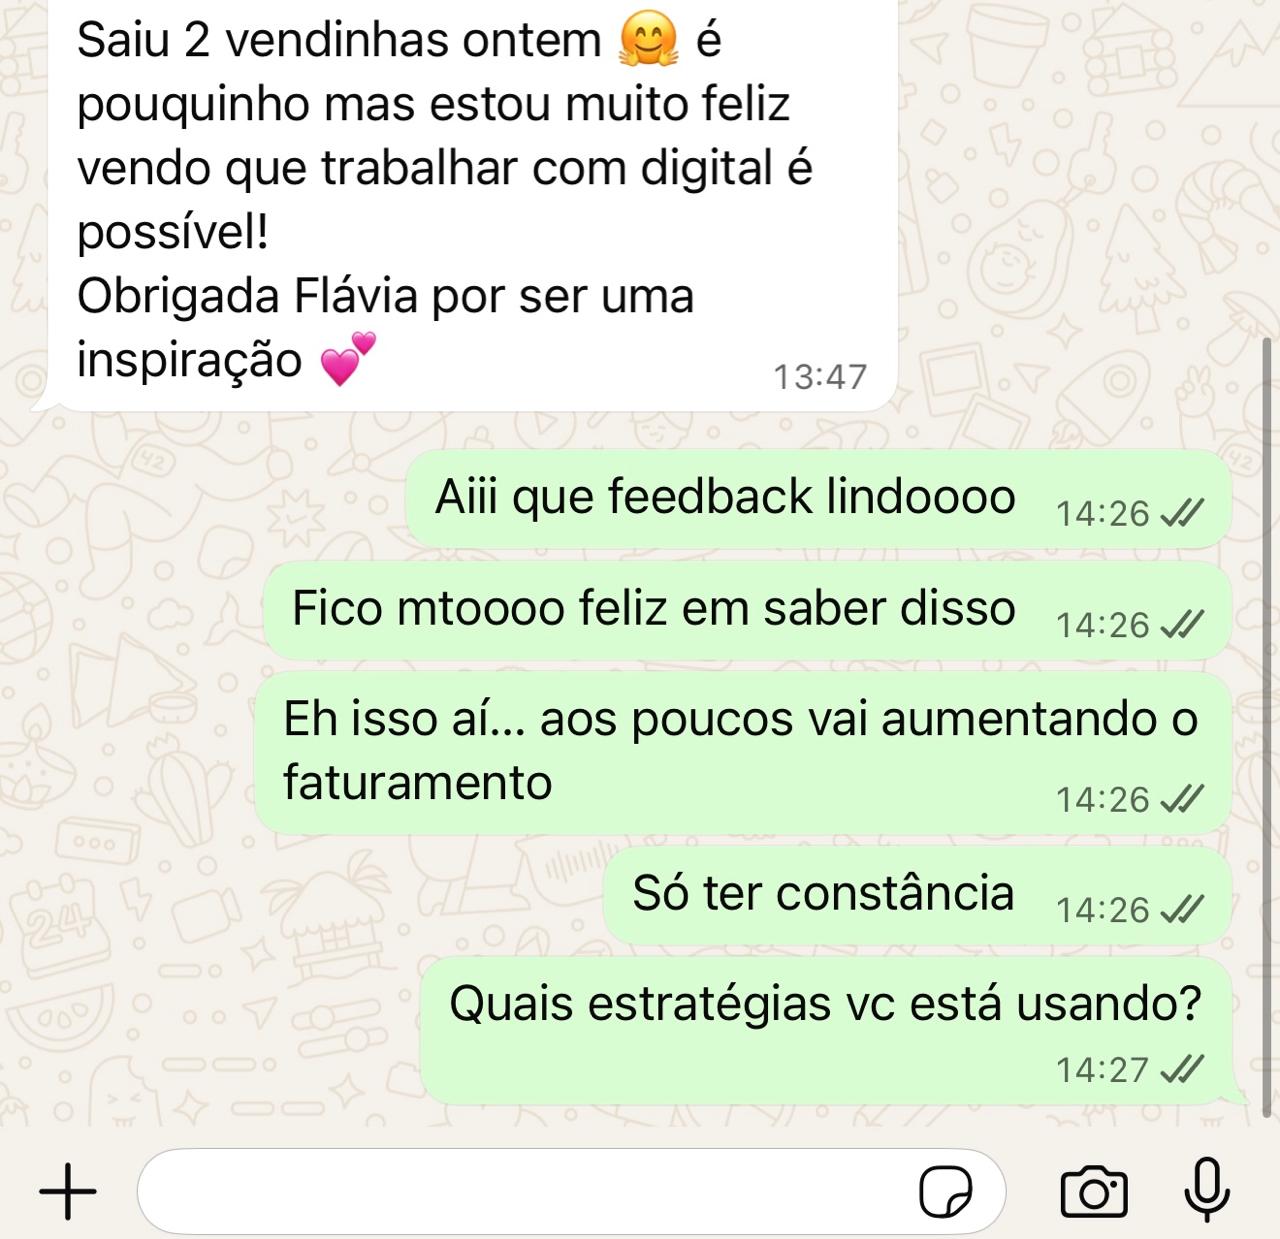 Saiu 2 vendinhas ontem 🤗 é
pouquinho mas estou muito feliz
vendo que trabalhar com digital é
possível!
Obrigada Flávia por ser uma
inspiração 💕
13:47
Aiii que feedback lindoooo 14:26
Fico mtoooo feliz em saber disso 14:26
Eh isso aí... aos poucos vai aumentando o
faturamento 14:26
Só ter constância 14:26
Quais estratégias vc está usando?
14:27